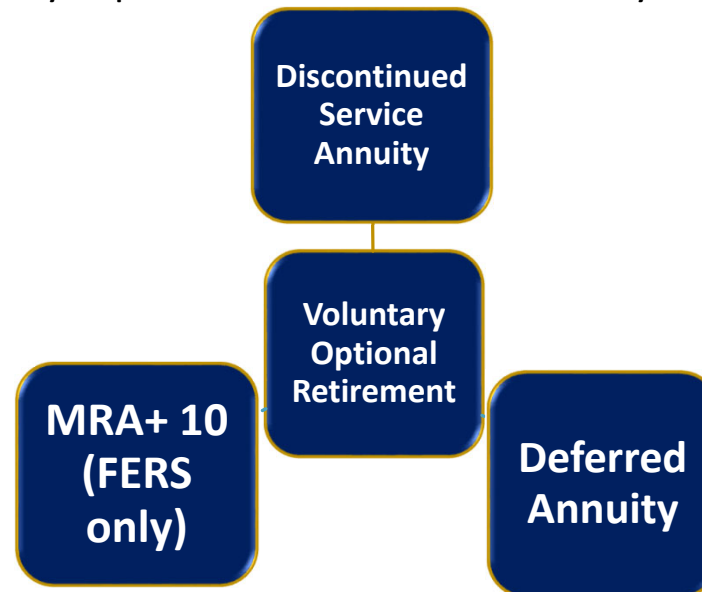 Discontinued
Service
Annuity
Voluntary
Optional
Retirement
MRA+ 10
(FERS
only)
Deferred
Annuity